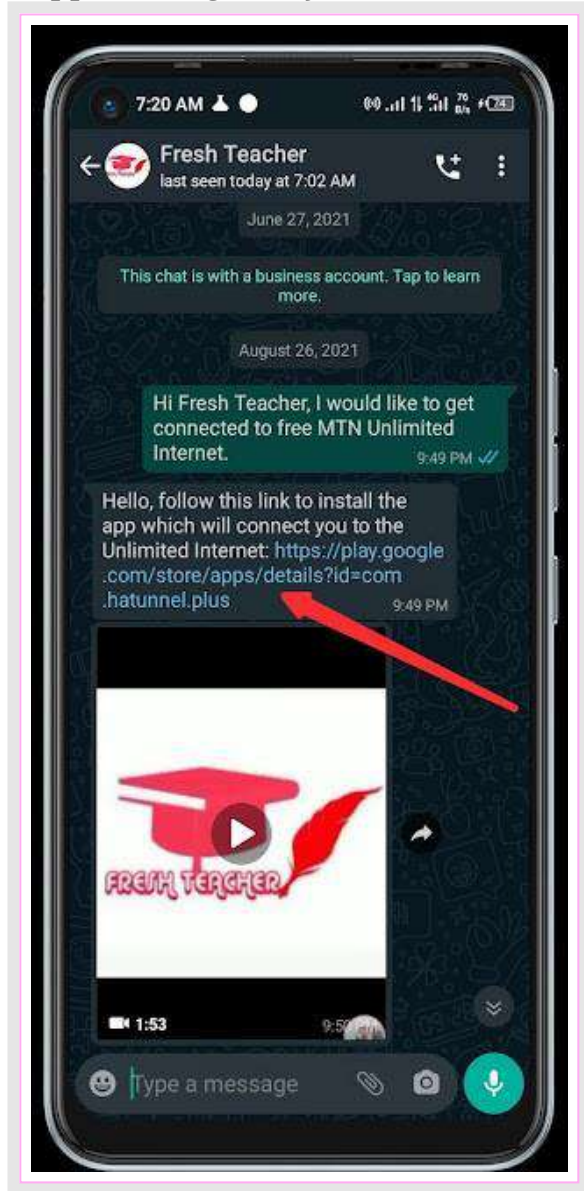 7:20 AM
4G
76
B/s
74
Fresh Teacher
last seen today at 7:02 AM
June 27, 2021
This chat is with a business account. Tap to learn
more.
August 26, 2021
Hi Fresh Teacher, I would like to get
connected to free MTN Unlimited
Internet.
9:49 PM
Hello, follow this link to install the
app which will connect you to the
Unlimited Internet: https://play.google
.com/store/apps/details?id=com
.hatunnel.plus
9:49 PM
FRESH TEACHER
1:53
Type a message